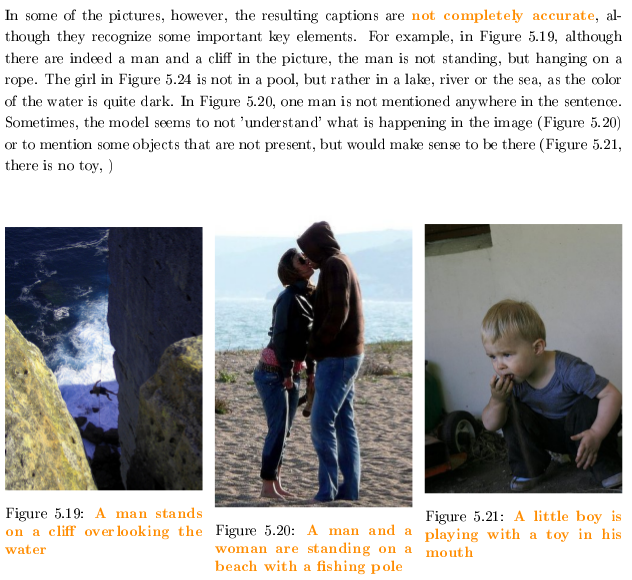 In some of the pictures, however, the resulting captions are not completely accurate, al-
though they recognize some important key elements. For example, in Figure 5.19, although
there are indeed a man and a cliff in the picture, the man is not standing, but hanging on a
rope. The girl in Figure 5.24 is not in a pool, but rather in a lake, river or the sea, as the color
of the water is quite dark. In Figure 5.20, one man is not mentioned anywhere in the sentence.
Sometimes, the model seems to not 'understand' what is happening in the image (Figure 5.20)
or to mention some objects that are not present, but would make sense to be there (Figure 5.21,
there is no toy, )
Figure 5.19: A man stands
on a cliff overlooking the
water
Figure 5.20: A man and a
woman are standing on a
beach with a fishing pole
Figure 5.21: A little boy is
playing with a toy in his
mouth